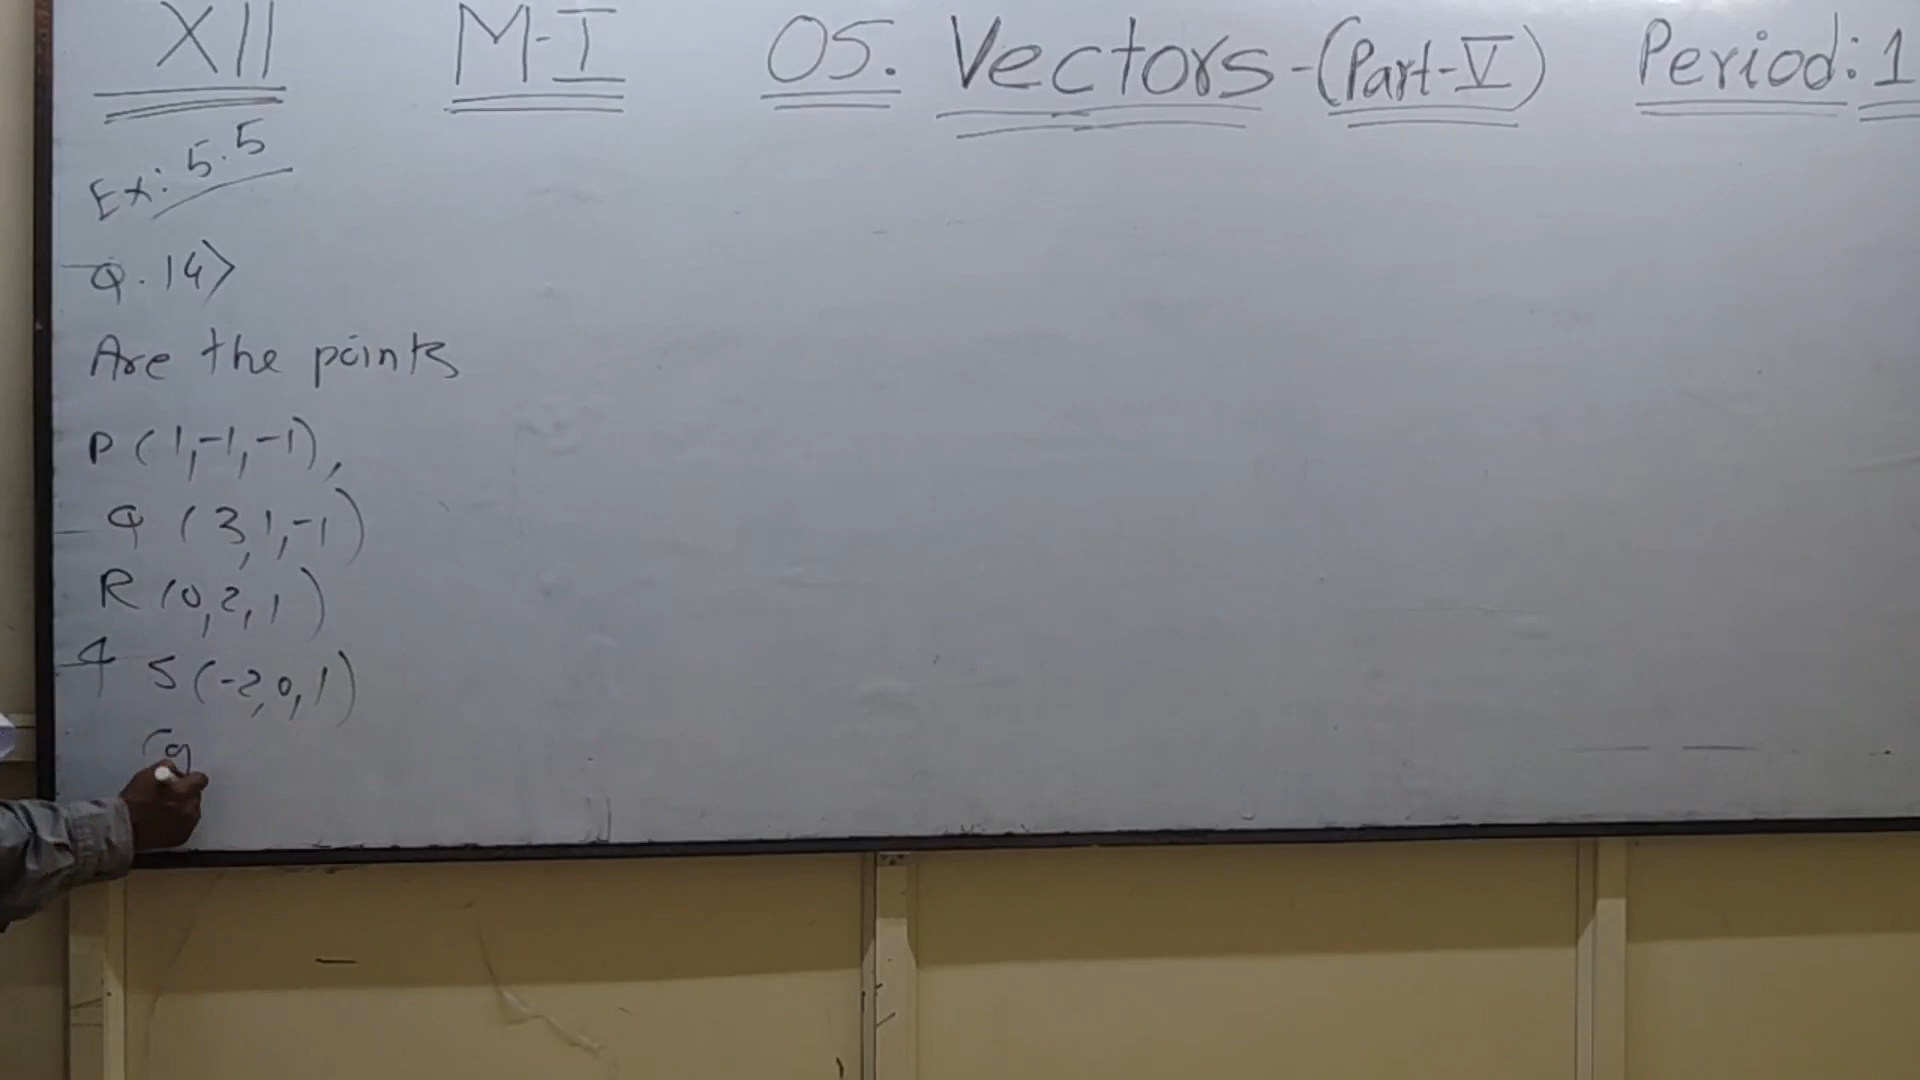 XII M-I 05. Vectors-(Part-V) Period: 1
Ex: 5.5
Q. 14>
Are the points
P (1,-1,-1),
Q (3,1,-1)
R (0,2,1)
& S (-2,0,1)